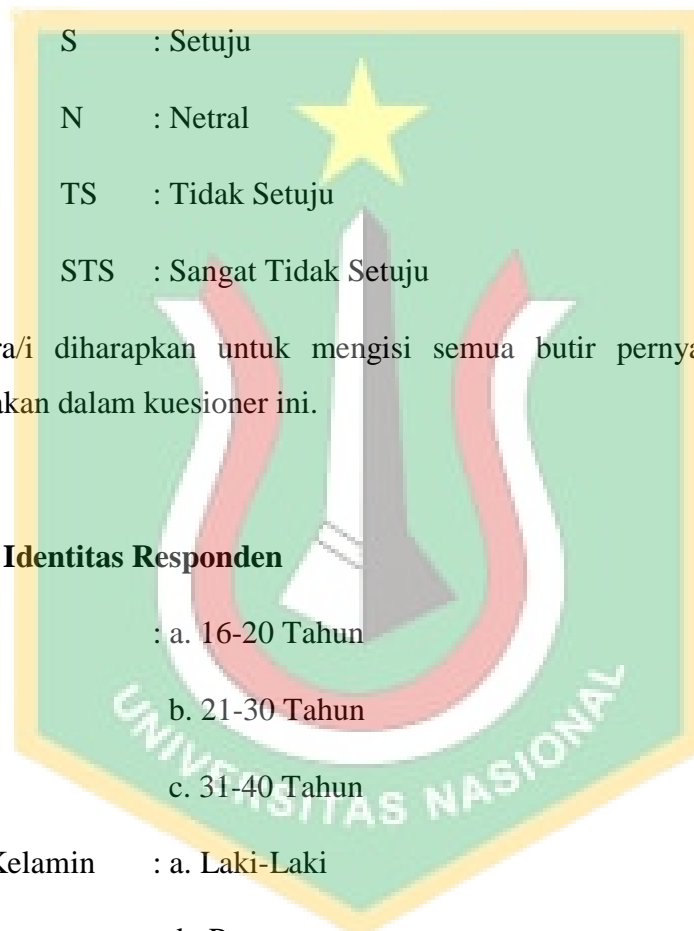 S : Setuju
N : Netral
TS : Tidak Setuju
STS : Sangat Tidak Setuju
ra/i diharapkan untuk mengisi semua butir pernya
akan dalam kuesioner ini.
Identitas Responden
: a. 16-20 Tahun
b. 21-30 Tahun
c. 31-40 Tahun
Kelamin : a. Laki-Laki
UNIVERSITAS NASIONAL